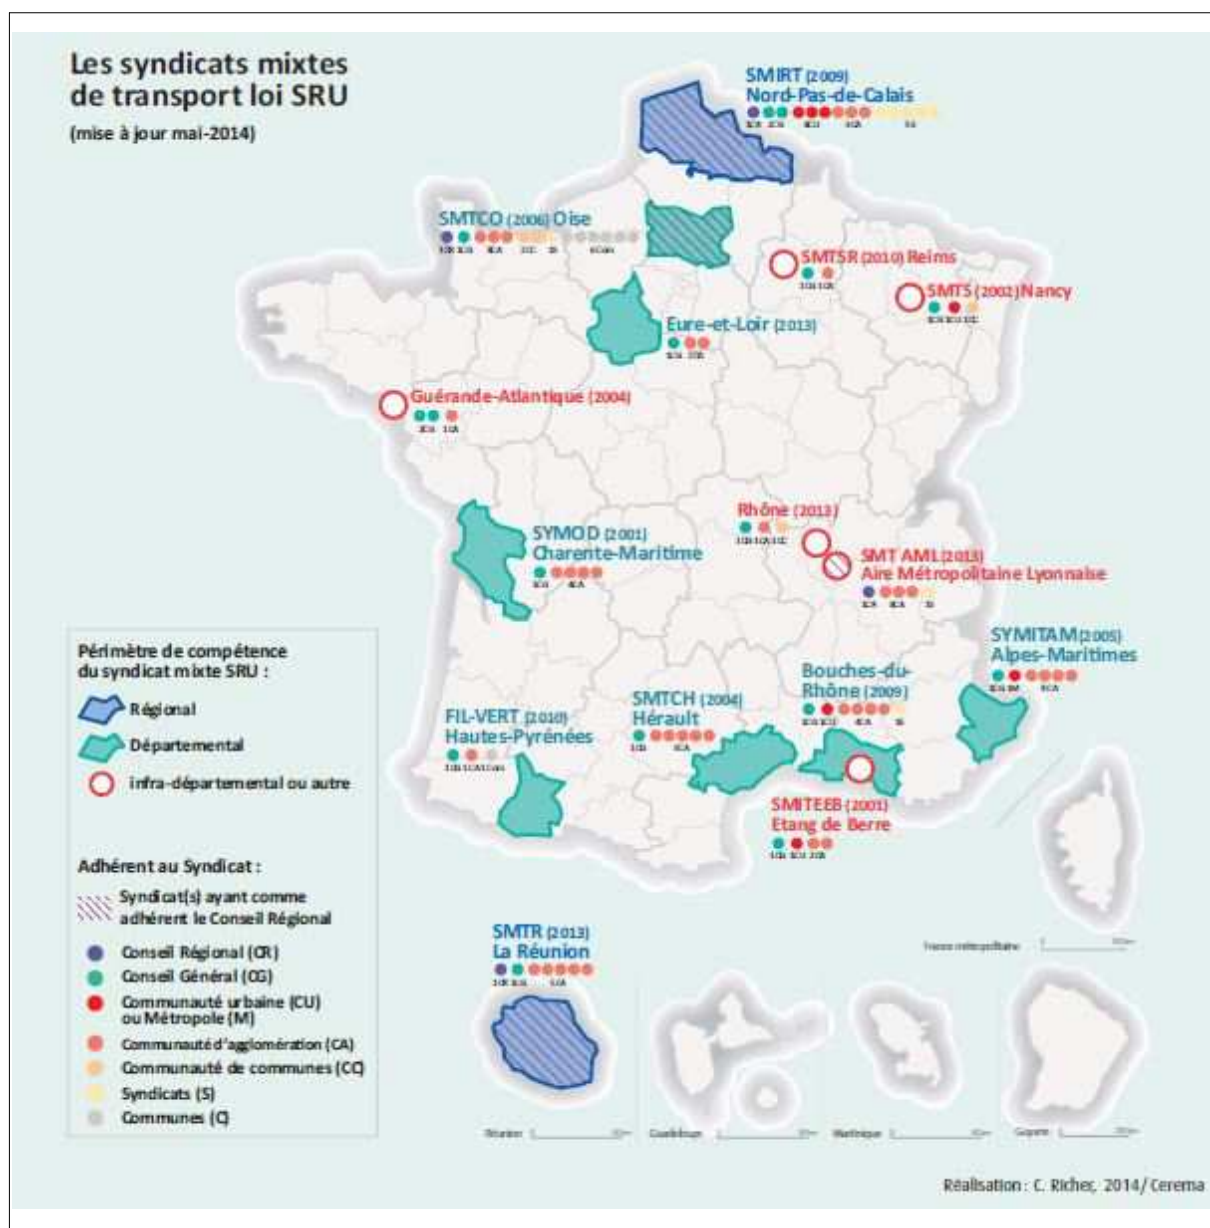 Les syndicats mixtes
de transport loi SRU
(mise à jour mai-2014)
SMIRT (2009)
Nord-Pas-de-Calais
SMTCO (2006) Oise
SMTSR (2010) Reims
SMTS (2002) Nancy
Eure-et-Loir (2013)
Guérande-Atlantique (2004)
Rhône (2013)
SYMOD (2001)
Charente-Maritime
SMT AML (2013)
Aire Métropolitaine Lyonnaise
SYMITAM (2005)
Alpes-Maritimes
Bouches-du-
Rhône (2009)
SMTCH (2004)
Hérault
FIL-VERT (2010)
Hautes-Pyrénées
SMITEEB (2001)
Etang de Berre
Périmètre de compétence
du syndicat mixte SRU :
Régional
Départemental
infra-départemental ou autre
Adhérent au Syndicat :
Syndicat(s) ayant comme
adhérent le Conseil Régional
Conseil Régional (CR)
Conseil Général (CG)
Communauté urbaine (CU)
ou Métropole (M)
Communauté d'agglomération (CA)
Communauté de communes (CC)
Syndicats (S)
Communes (C)
SMTR (2013)
La Réunion
France métropolitaine
Réunion
Guadeloupe
Martinique
Guyane
Réalisation : C. Richer, 2014/ Cerema